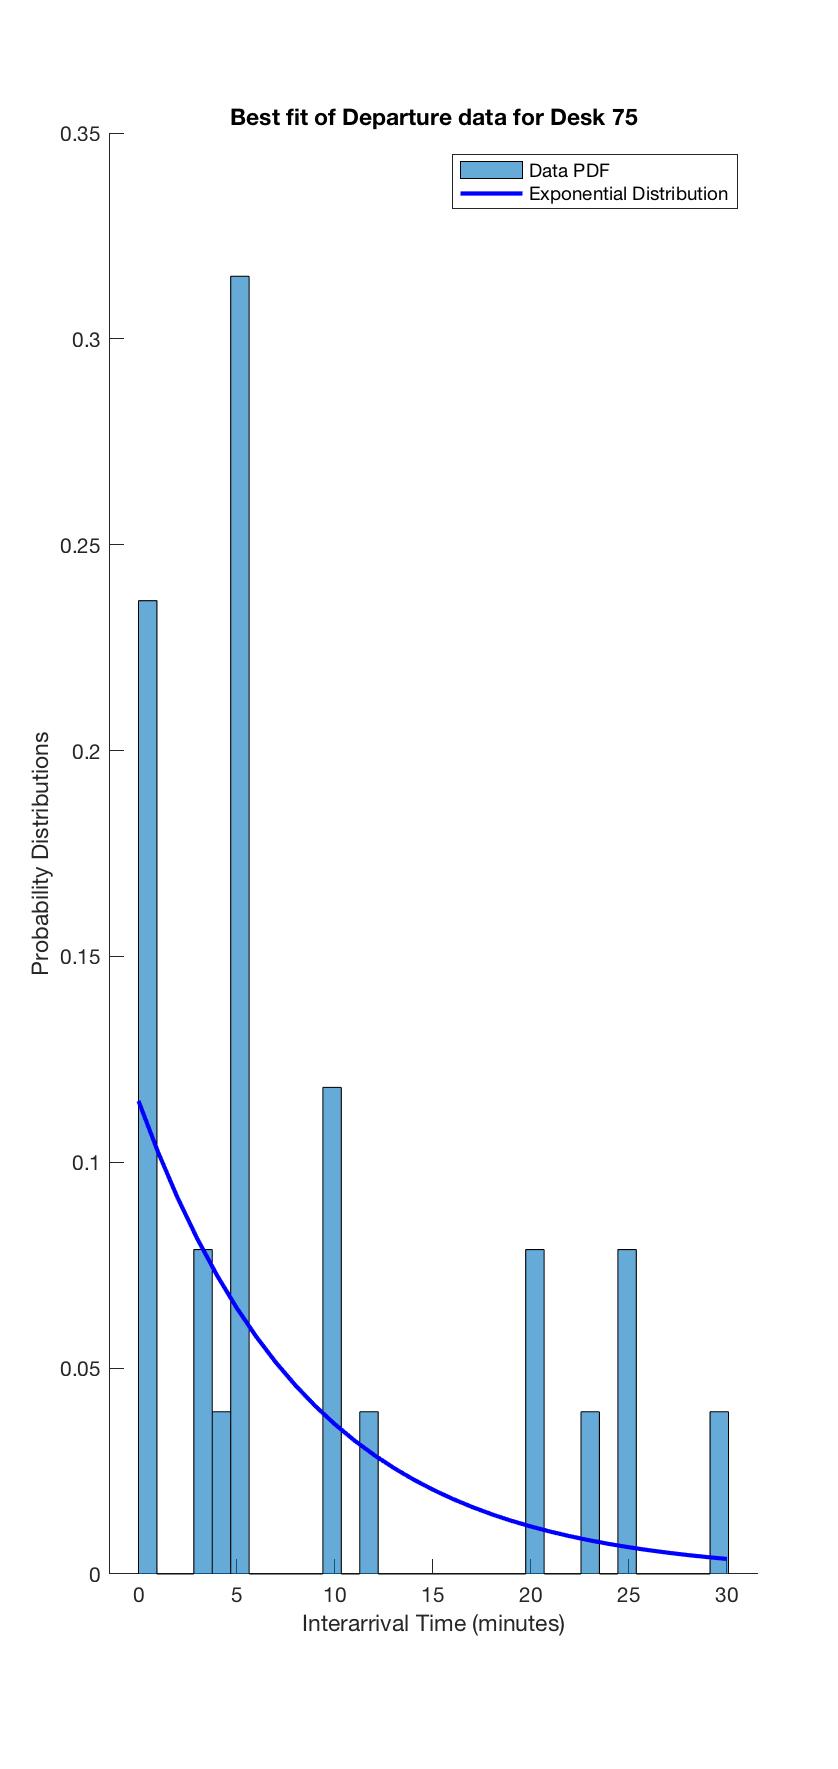 Best fit of Departure data for Desk 75
Data PDF
Exponential Distribution
0.35
0.3
0.25
0.2
0.15
0.1
0.05
0
Probability Distributions
0 5 10 15 20 25 30
Interarrival Time (minutes)